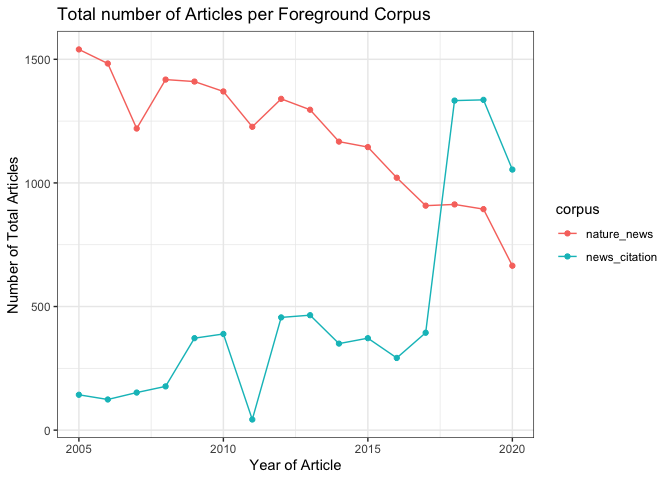 Total number of Articles per Foreground Corpus
Number of Total Articles
1500
1000
500
0
2005
2010
2015
2020
Year of Article
corpus
nature_news
news_citation